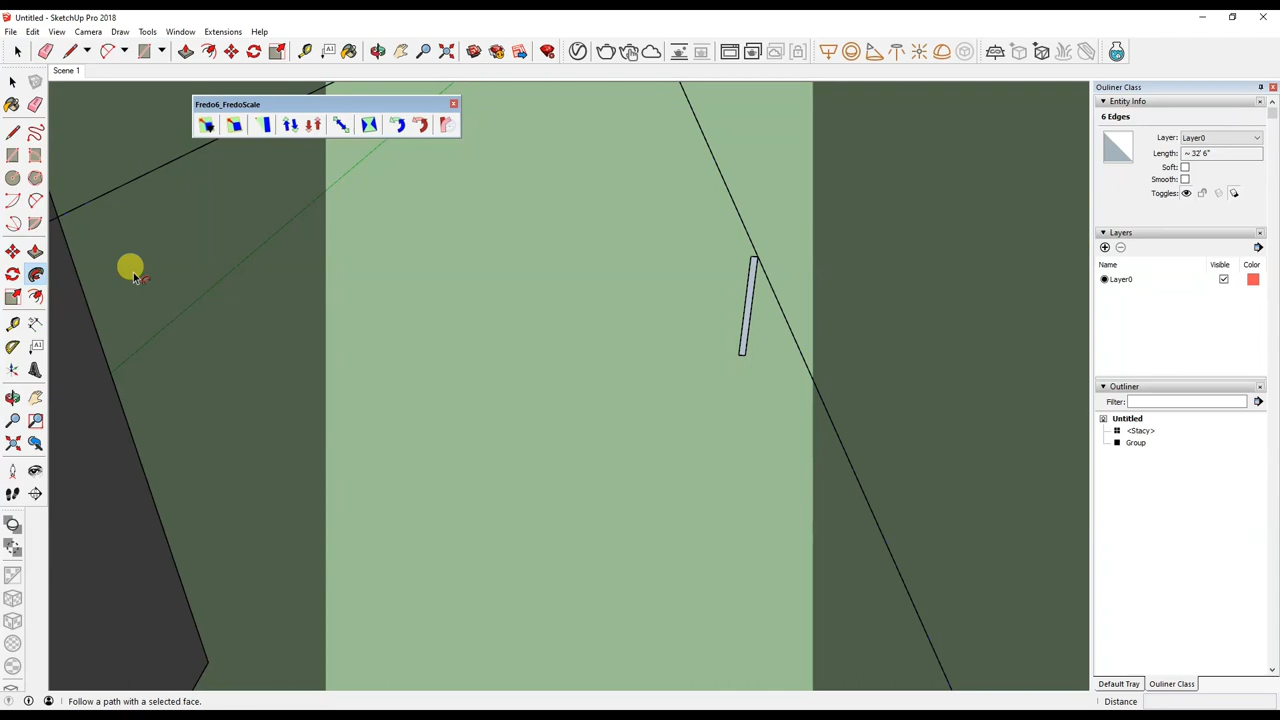 Untitled - SketchUp Pro 2018
File Edit View Camera Draw Tools Window Extensions Help
Scene 1
Fredo6_FredoScale
Outliner Class
Entity Info
6 Edges
Layer: Layer0
Length: ~ 32' 6"
Soft:
Smooth:
Toggles:
Layers
Name Visible Color
Layer0
Outliner
Filter:
Untitled
<Stacy>
Group
Default Tray Outliner Class
Follow a path with a selected face.
Distance